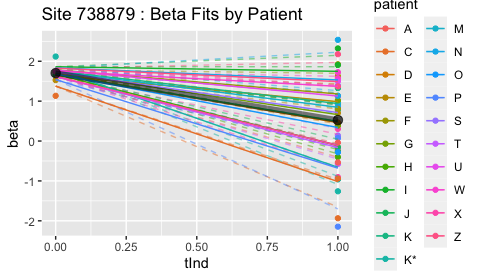 Site 738879 : Beta Fits by Patient
beta
2
1
0
-1
-2
0.00 0.25 0.50 0.75 1.00
tInd
patient
A
C
D
E
F
G
H
I
J
K
K*
M
N
O
P
S
T
U
W
X
Z